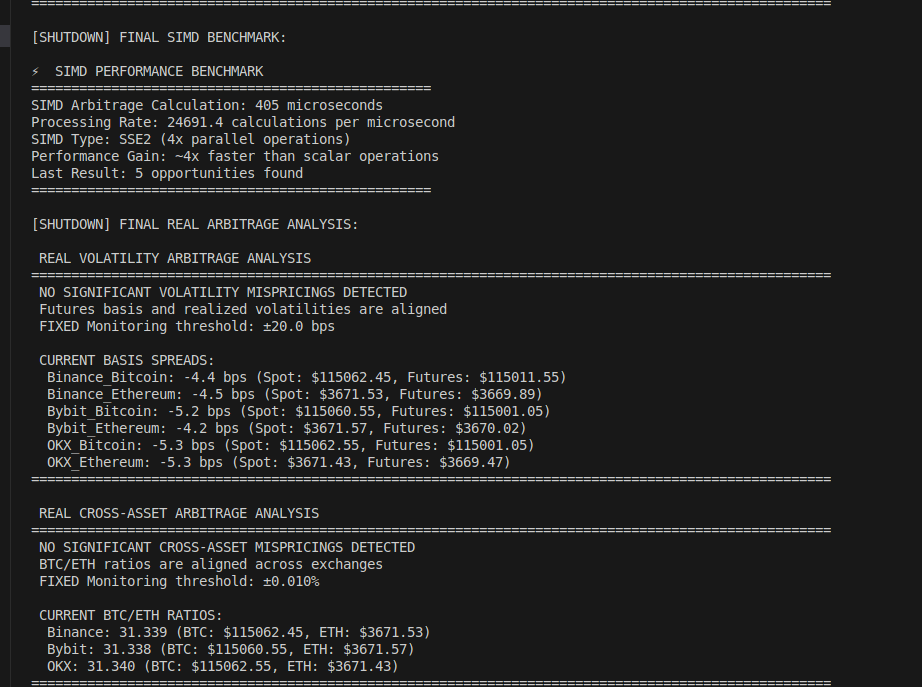 ====================================================================================================
[SHUTDOWN] FINAL SIMD BENCHMARK:
⚡ SIMD PERFORMANCE BENCHMARK
==================================================
SIMD Arbitrage Calculation: 405 microseconds
Processing Rate: 24691.4 calculations per microsecond
SIMD Type: SSE2 (4x parallel operations)
Performance Gain: ~4x faster than scalar operations
Last Result: 5 opportunities found
==================================================
[SHUTDOWN] FINAL REAL ARBITRAGE ANALYSIS:
REAL VOLATILITY ARBITRAGE ANALYSIS
====================================================================================================
NO SIGNIFICANT VOLATILITY MISPRICINGS DETECTED
Futures basis and realized volatilities are aligned
FIXED Monitoring threshold: ±20.0 bps
CURRENT BASIS SPREADS:
Binance_Bitcoin: -4.4 bps (Spot: $115062.45, Futures: $115011.55)
Binance_Ethereum: -4.5 bps (Spot: $3671.53, Futures: $3669.89)
Bybit_Bitcoin: -5.2 bps (Spot: $115060.55, Futures: $115001.05)
Bybit_Ethereum: -4.2 bps (Spot: $3671.57, Futures: $3670.02)
OKX_Bitcoin: -5.3 bps (Spot: $115062.55, Futures: $115001.05)
OKX_Ethereum: -5.3 bps (Spot: $3671.43, Futures: $3669.47)
====================================================================================================
REAL CROSS-ASSET ARBITRAGE ANALYSIS
====================================================================================================
NO SIGNIFICANT CROSS-ASSET MISPRICINGS DETECTED
BTC/ETH ratios are aligned across exchanges
FIXED Monitoring threshold: ±0.010%
CURRENT BTC/ETH RATIOS:
Binance: 31.339 (BTC: $115062.45, ETH: $3671.53)
Bybit: 31.338 (BTC: $115060.55, ETH: $3671.57)
OKX: 31.340 (BTC: $115062.55, ETH: $3671.43)
====================================================================================================